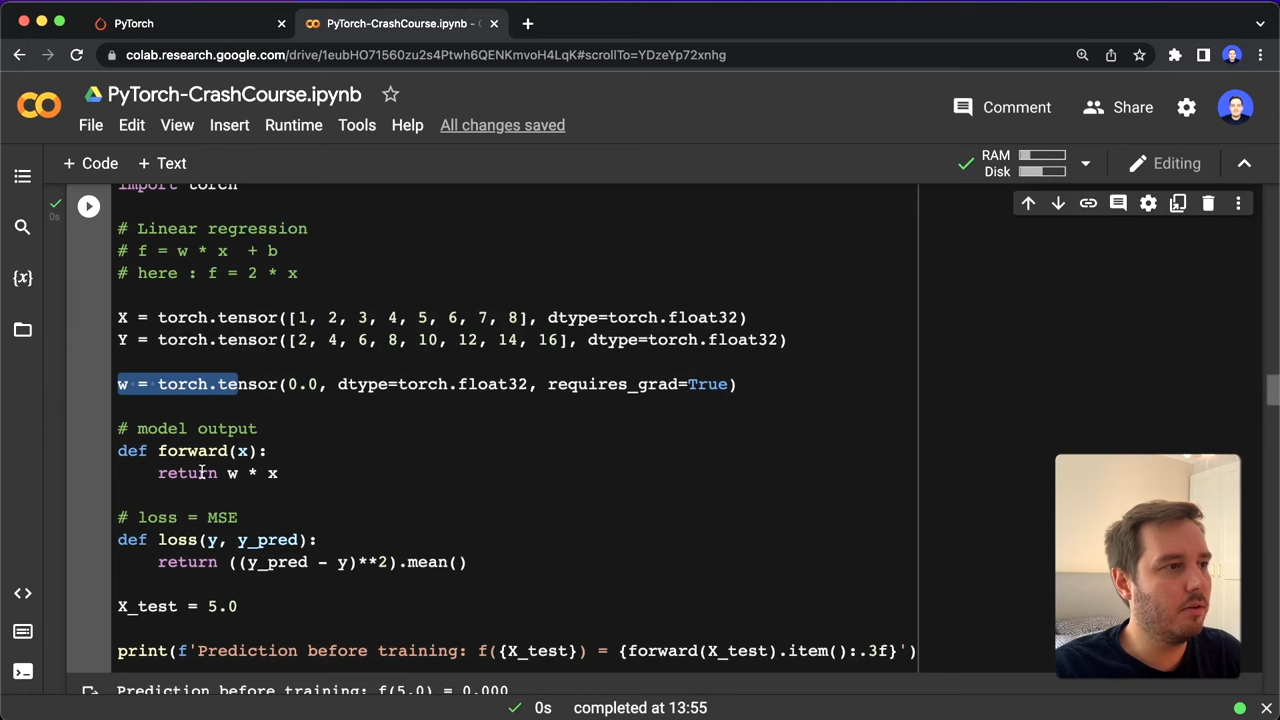 PyTorch
PyTorch-CrashCourse.ipynb - C
colab.research.google.com/drive/1eubHO71560zu2s4Ptwh6QENKmvoH4LqK#scrollTo=YDzeYp72xnhg
PyTorch-CrashCourse.ipynb
Comment
Share
File Edit View Insert Runtime Tools Help All changes saved
+ Code + Text
RAM
Disk
Editing
import torch
0s
# Linear regression
# f = w * x  + b
# here : f = 2 * x
{x}
X = torch.tensor([1, 2, 3, 4, 5, 6, 7, 8], dtype=torch.float32)
Y = torch.tensor([2, 4, 6, 8, 10, 12, 14, 16], dtype=torch.float32)
w = torch.tensor(0.0, dtype=torch.float32, requires_grad=True)
# model output
def forward(x):
return w * x
# loss = MSE
def loss(y, y_pred):
return ((y_pred - y)**2).mean()
X_test = 5.0
print(f'Prediction before training: f({X_test}) = {forward(X_test).item():.3f}')
Prediction before training: f(5.0) = 0.000
0s completed at 13:55